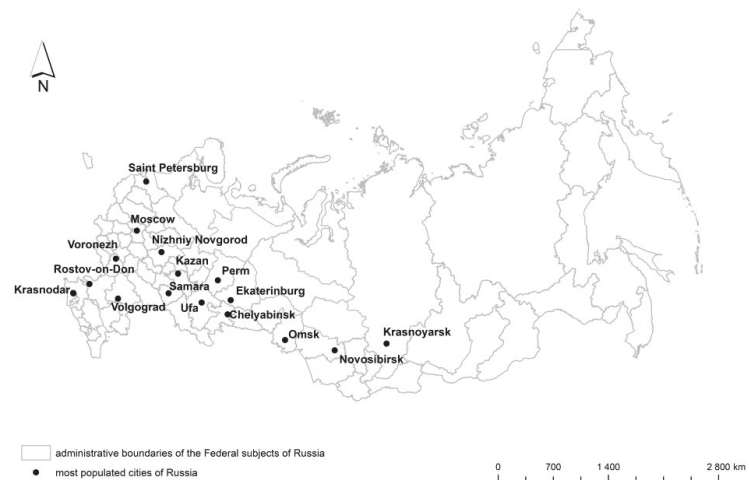 N
Saint Petersburg
Moscow
Voronezh
Nizhniy Novgorod
Kazan
Rostov-on-Don
Perm
Krasnodar
Samara
Ekaterinburg
Volgograd
Ufa
Chelyabinsk
Omsk
Krasnoyarsk
Novosibirsk
administrative boundaries of the Federal subjects of Russia
most populated cities of Russia
0 700 1 400 2 800 km